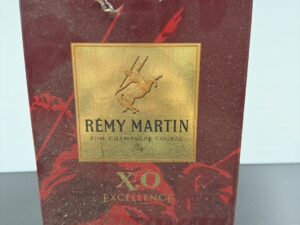 RÉMY MARTIN
FINE CHAMPAGNE COGNAC
X.O
EXCELLENCE